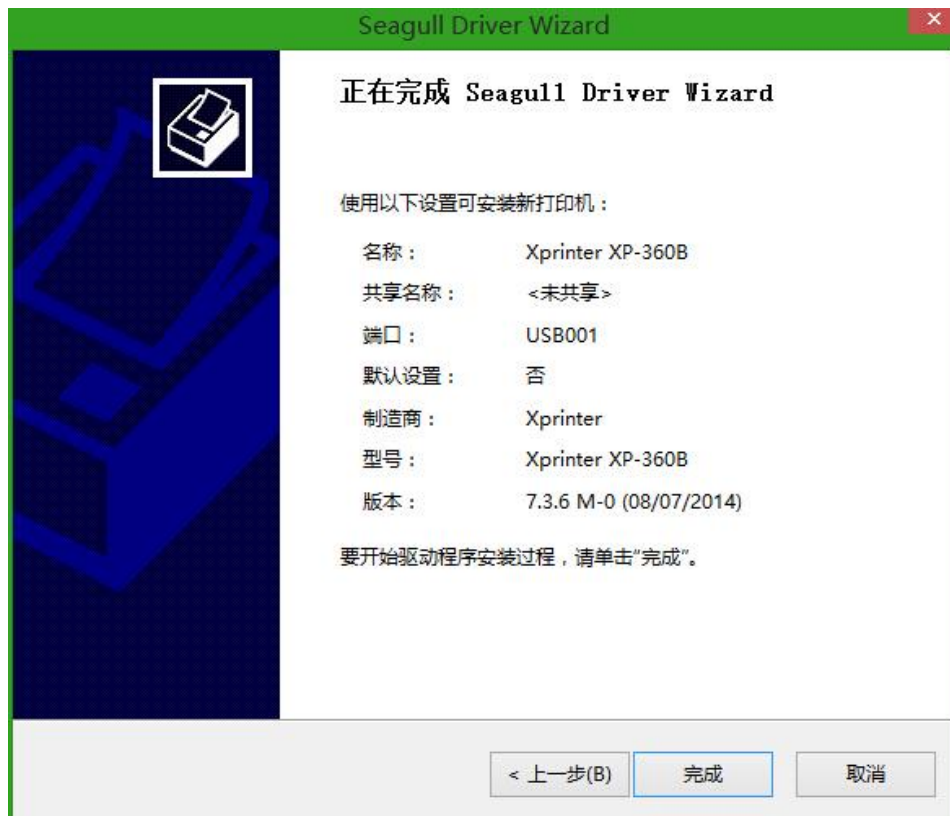 Seagull Driver Wizard
正在完成 Seagull Driver Wizard
使用以下设置可安装新打印机：
名称： Xprinter XP-360B
共享名称： <未共享>
端口： USB001
默认设置： 否
制造商： Xprinter
型号： Xprinter XP-360B
版本： 7.3.6 M-0 (08/07/2014)
要开始驱动程序安装过程，请单击“完成”。
< 上一步(B) 完成 取消